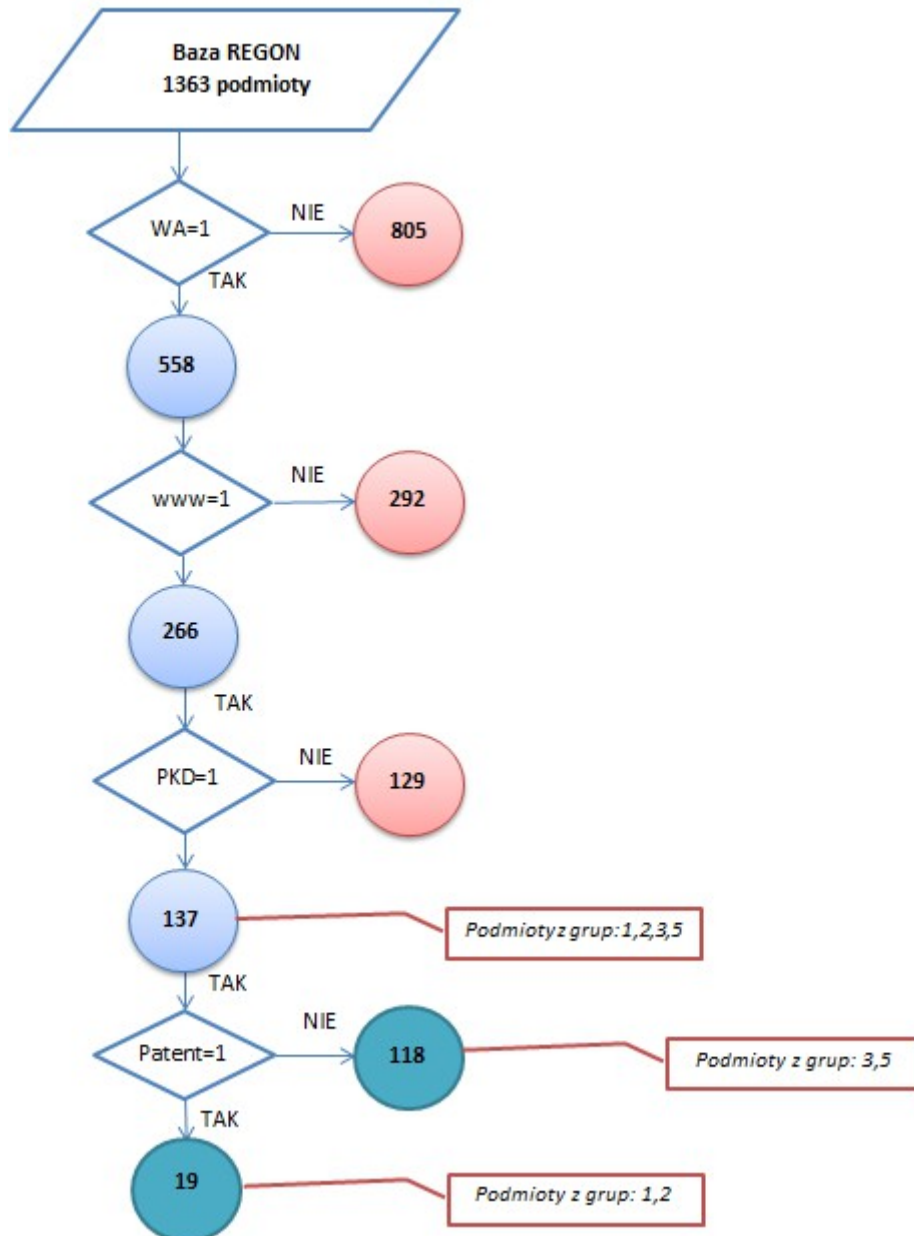 Baza REGON
1363 podmioty
WA=1
NIE
805
TAK
558
www=1
NIE
292
266
TAK
PKD=1
NIE
129
137
Podmioty z grup: 1,2,3,5
TAK
Patent=1
NIE
118
Podmioty z grup: 3,5
TAK
19
Podmioty z grup: 1,2